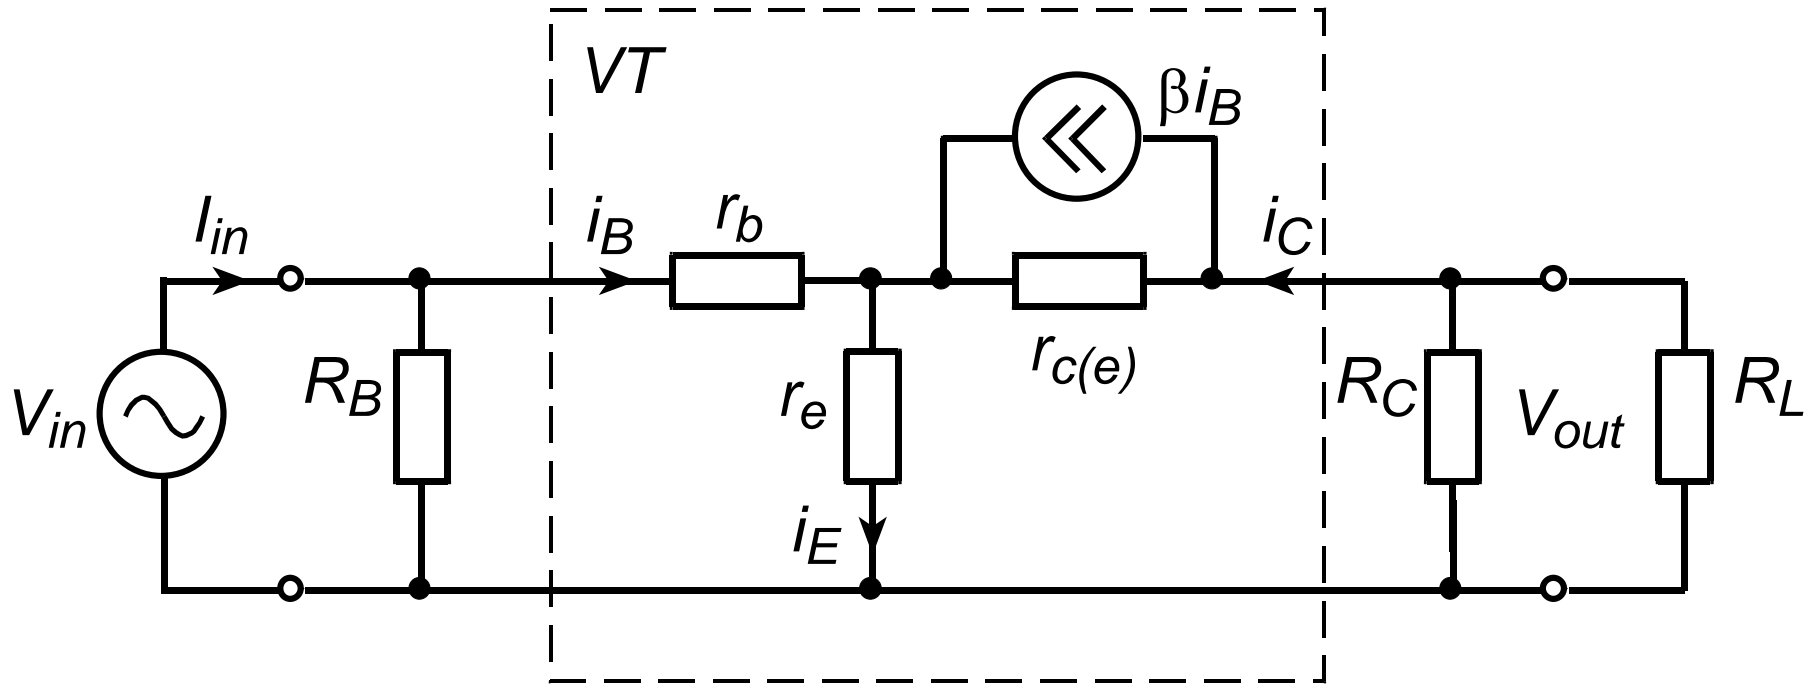 VT
βi_B
I_in
i_B
r_b
i_C
V_in
R_B
r_e
r_c(e)
R_C
V_out
R_L
i_E